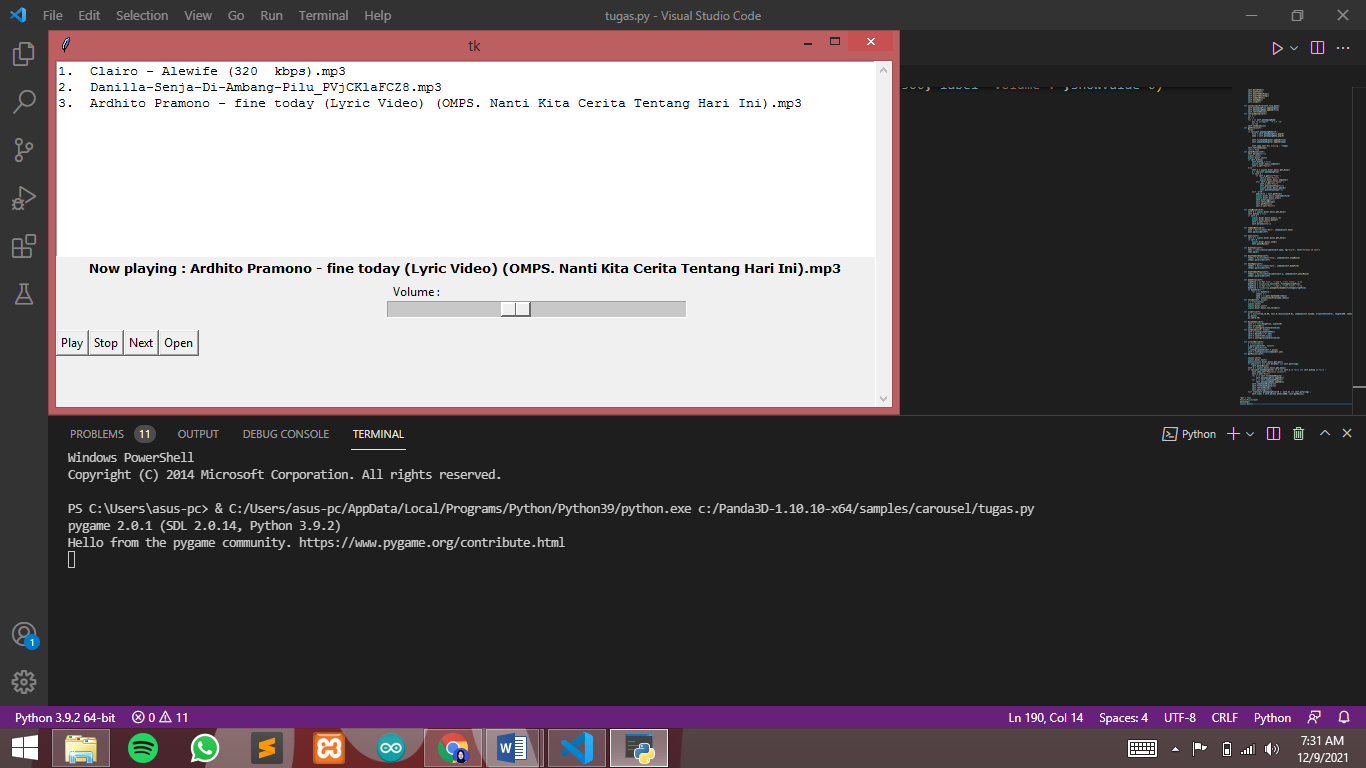 File Edit Selection View Go Run Terminal Help
tugas.py - Visual Studio Code
tk
1. Clairo - Alewife (320 kbps).mp3
2. Danilla-Senja-Di-Ambang-Pilu_PVjCKlaFCZ8.mp3
3. Ardhito Pramono - fine today (Lyric Video) (OMPS. Nanti Kita Cerita Tentang Hari Ini).mp3
Now playing : Ardhito Pramono - fine today (Lyric Video) (OMPS. Nanti Kita Cerita Tentang Hari Ini).mp3
Volume :
Play Stop Next Open
PROBLEMS 11 OUTPUT DEBUG CONSOLE TERMINAL
Python
Windows PowerShell
Copyright (C) 2014 Microsoft Corporation. All rights reserved.
PS C:\Users\asus-pc> & C:/Users/asus-pc/AppData/Local/Programs/Python/Python39/python.exe c:/Panda3D-1.10.10-x64/samples/carousel/tugas.py
pygame 2.0.1 (SDL 2.0.14, Python 3.9.2)
Hello from the pygame community. https://www.pygame.org/contribute.html
1
Python 3.9.2 64-bit 0 11 Ln 190, Col 14 Spaces: 4 UTF-8 CRLF Python
7:31 AM
12/9/2021